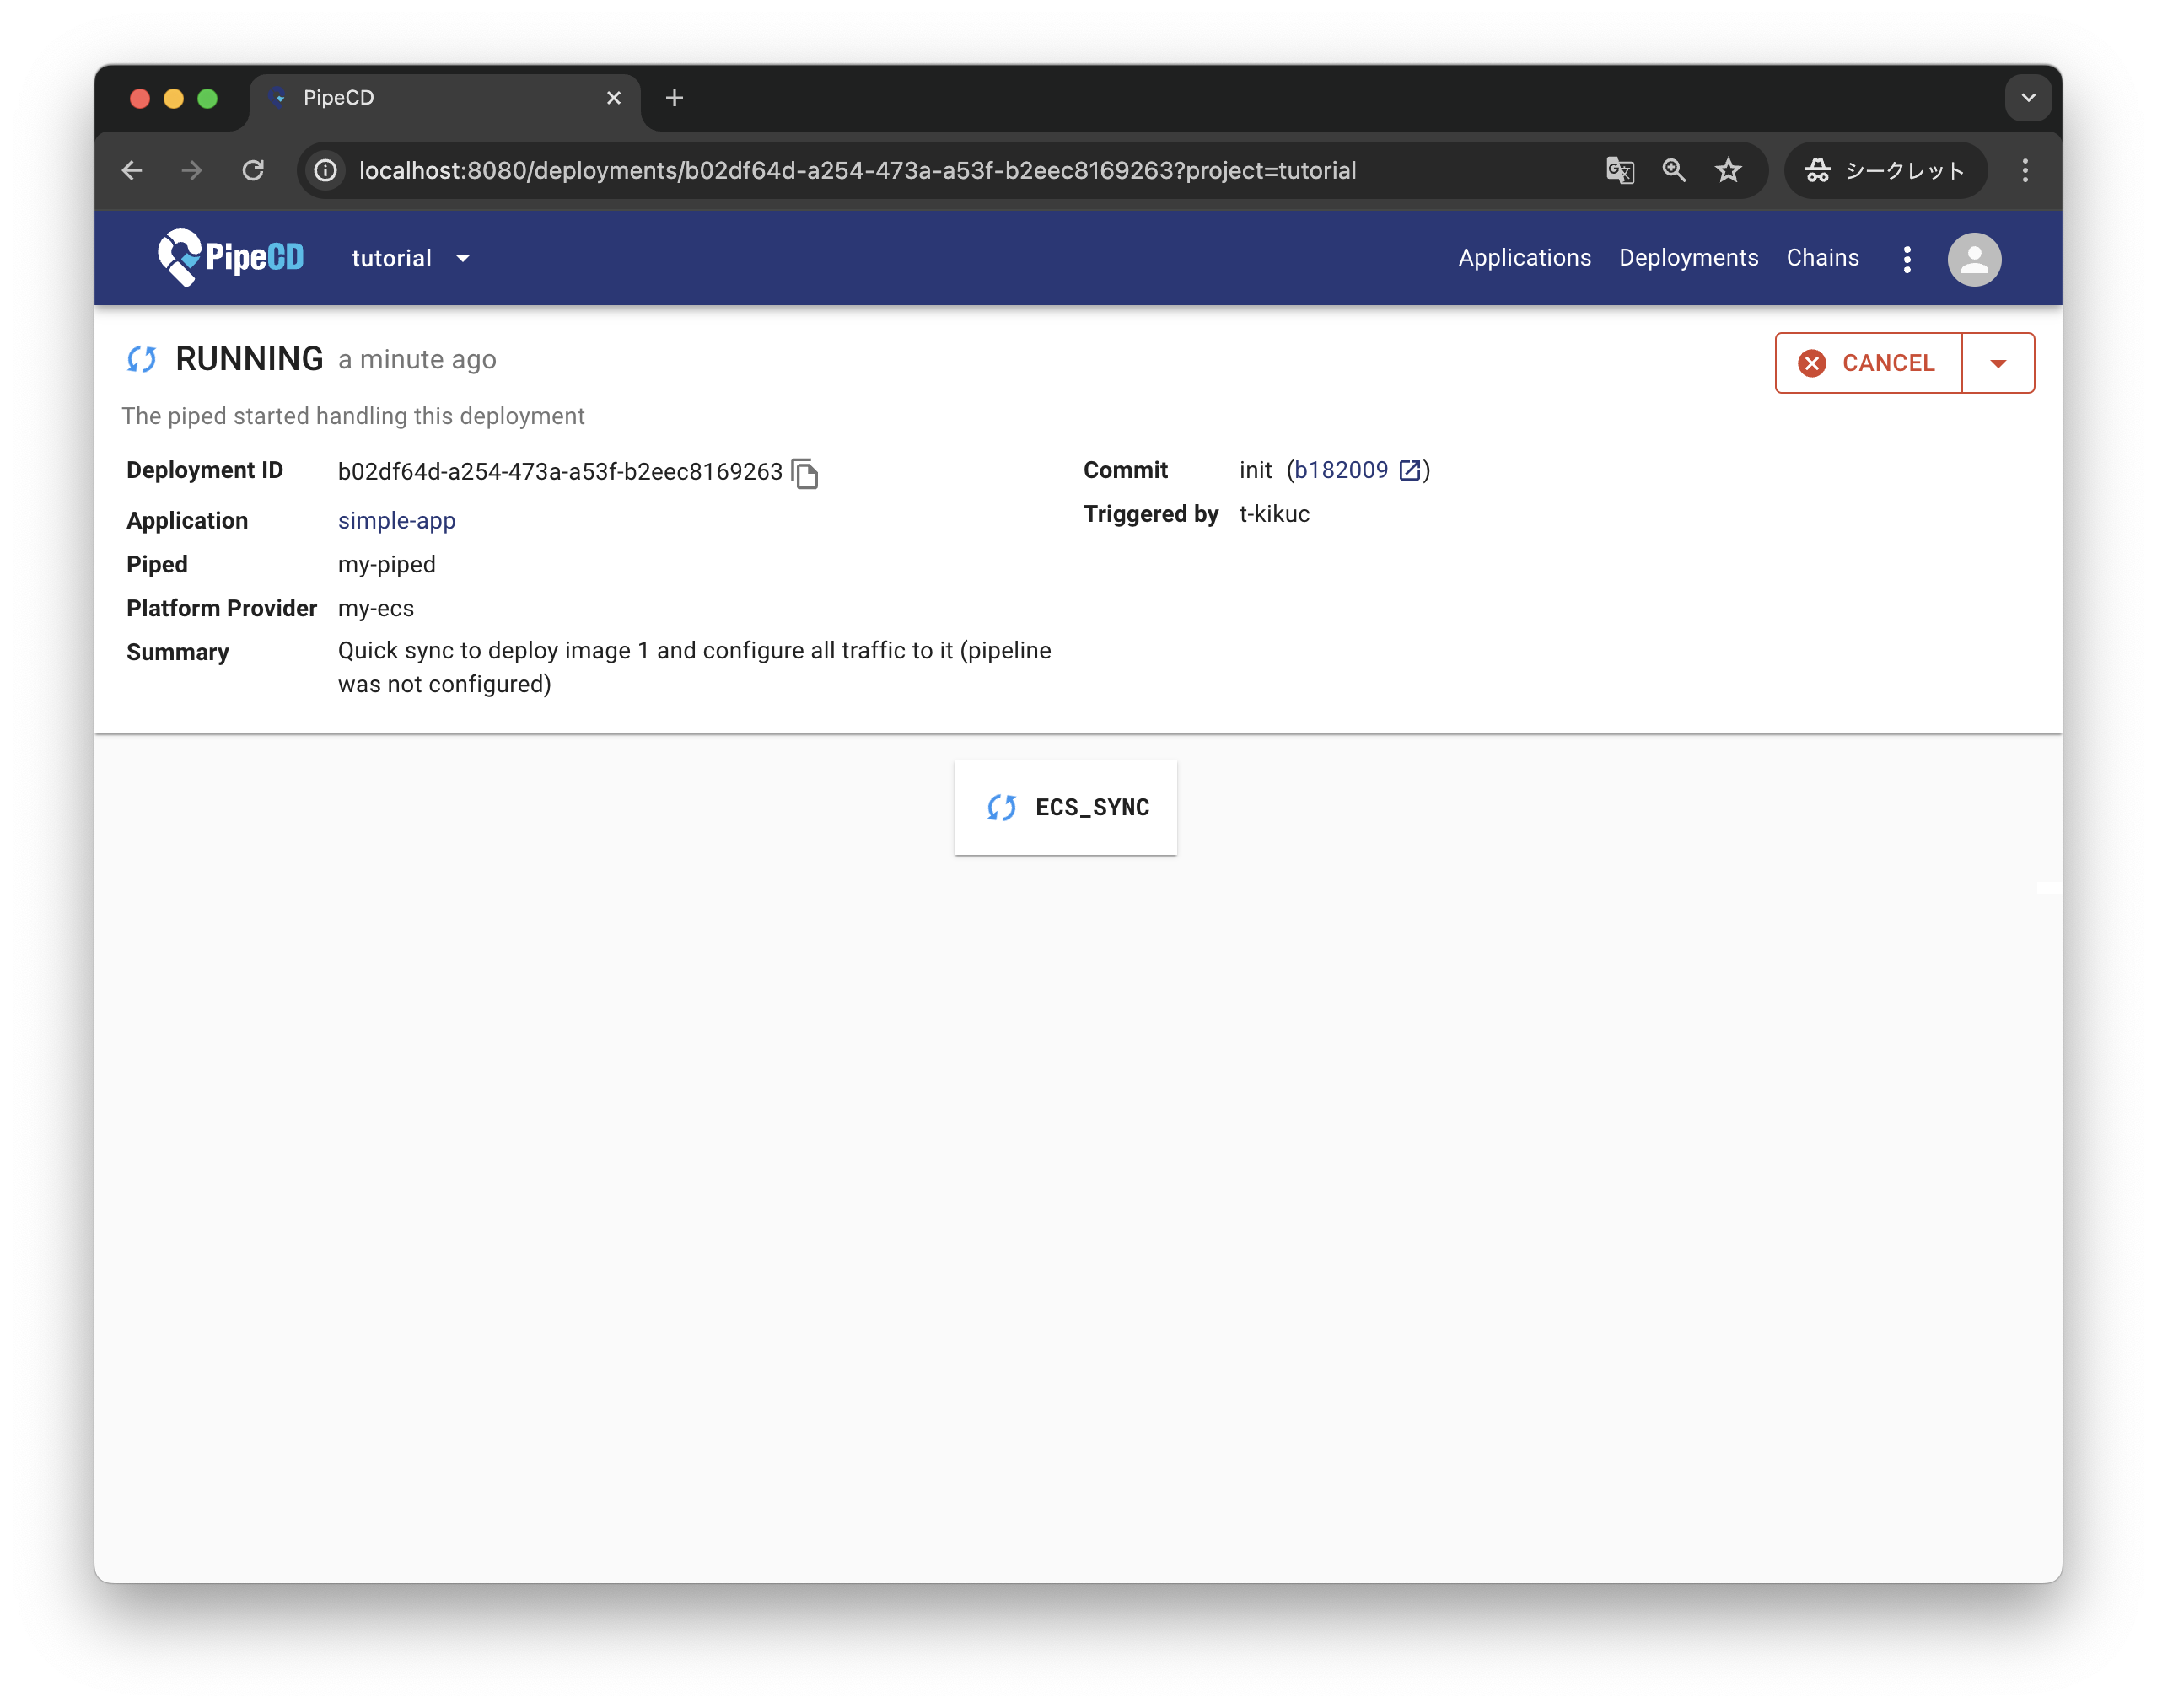 PipeCD
localhost:8080/deployments/b02df64d-a254-473a-a53f-b2eec8169263?project=tutorial
シークレット
PipeCD
tutorial
Applications
Deployments
Chains
RUNNING a minute ago
CANCEL
The piped started handling this deployment
Deployment ID b02df64d-a254-473a-a53f-b2eec8169263
Application simple-app
Piped my-piped
Platform Provider my-ecs
Summary Quick sync to deploy image 1 and configure all traffic to it (pipeline
was not configured)
Commit init (b182009)
Triggered by t-kikuc
ECS_SYNC